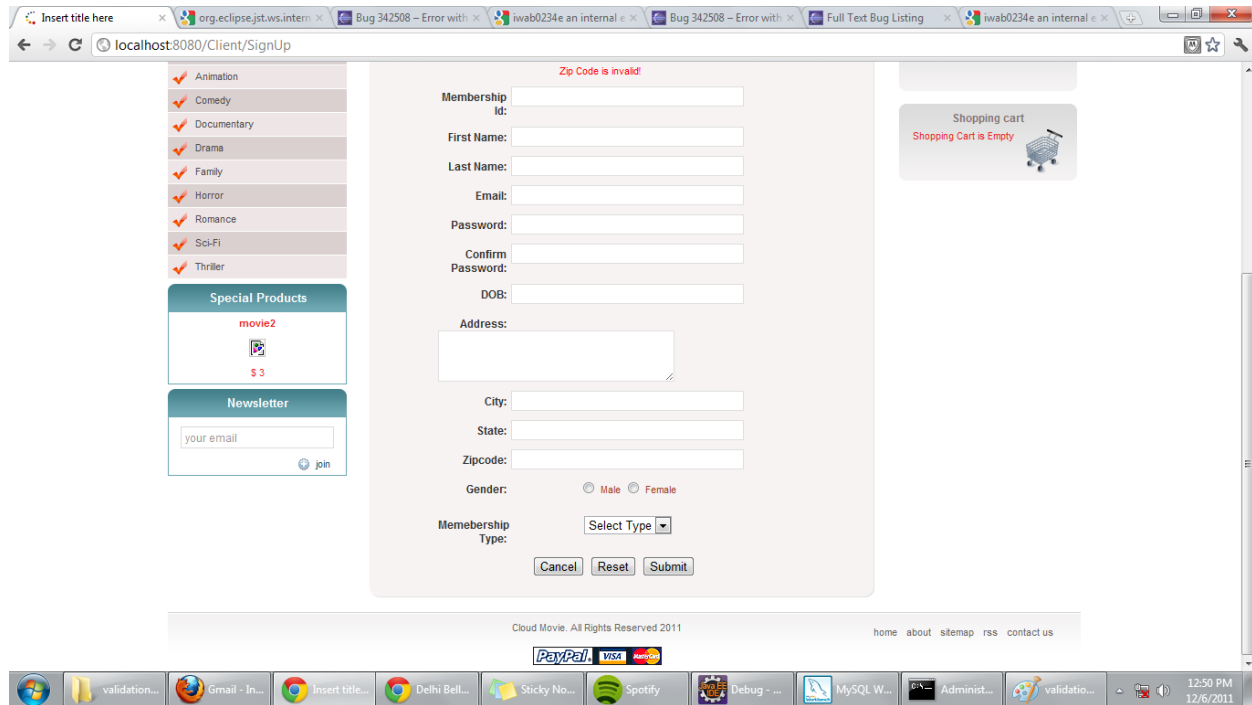 Insert title here
org.eclipse.jst.ws.intern
Bug 342508 – Error with
iwab0234e an internal e
Bug 342508 – Error with
Full Text Bug Listing
iwab0234e an internal e
localhost:8080/Client/SignUp
Animation
Comedy
Documentary
Drama
Family
Horror
Romance
Sci-Fi
Thriller
Special Products
movie2
$ 3
Newsletter
your email
join
Zip Code is invalid!
Membership
Id:
First Name:
Last Name:
Email:
Password:
Confirm
Password:
DOB:
Address:
City:
State:
Zipcode:
Gender:
Male Female
Memebership
Type:
Select Type
Cancel Reset Submit
Shopping cart
Shopping Cart is Empty
Cloud Movie. All Rights Reserved 2011
home about sitemap rss contact us
PayPal. VISA MasterCard
validation...
Gmail - In...
Insert title...
Delhi Bell...
Sticky No...
Spotify
Java EE
IDE
Debug - ...
MySQL W...
C:\
Administ...
validatio...
12:50 PM
12/6/2011